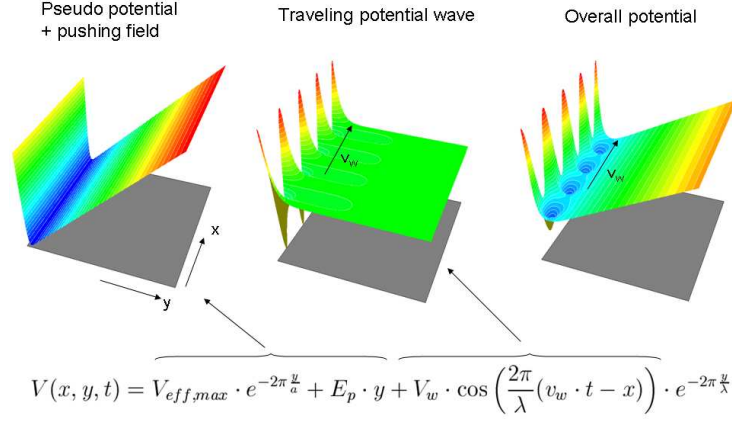 Pseudo potential
+ pushing field
Traveling potential wave
Overall potential
v_w
v_w
x
y
V(x, y, t) = V_{eff,max} · e^{-2π y/a} + E_p · y + V_w · cos(2π/λ (v_w · t − x)) · e^{-2π y/λ}